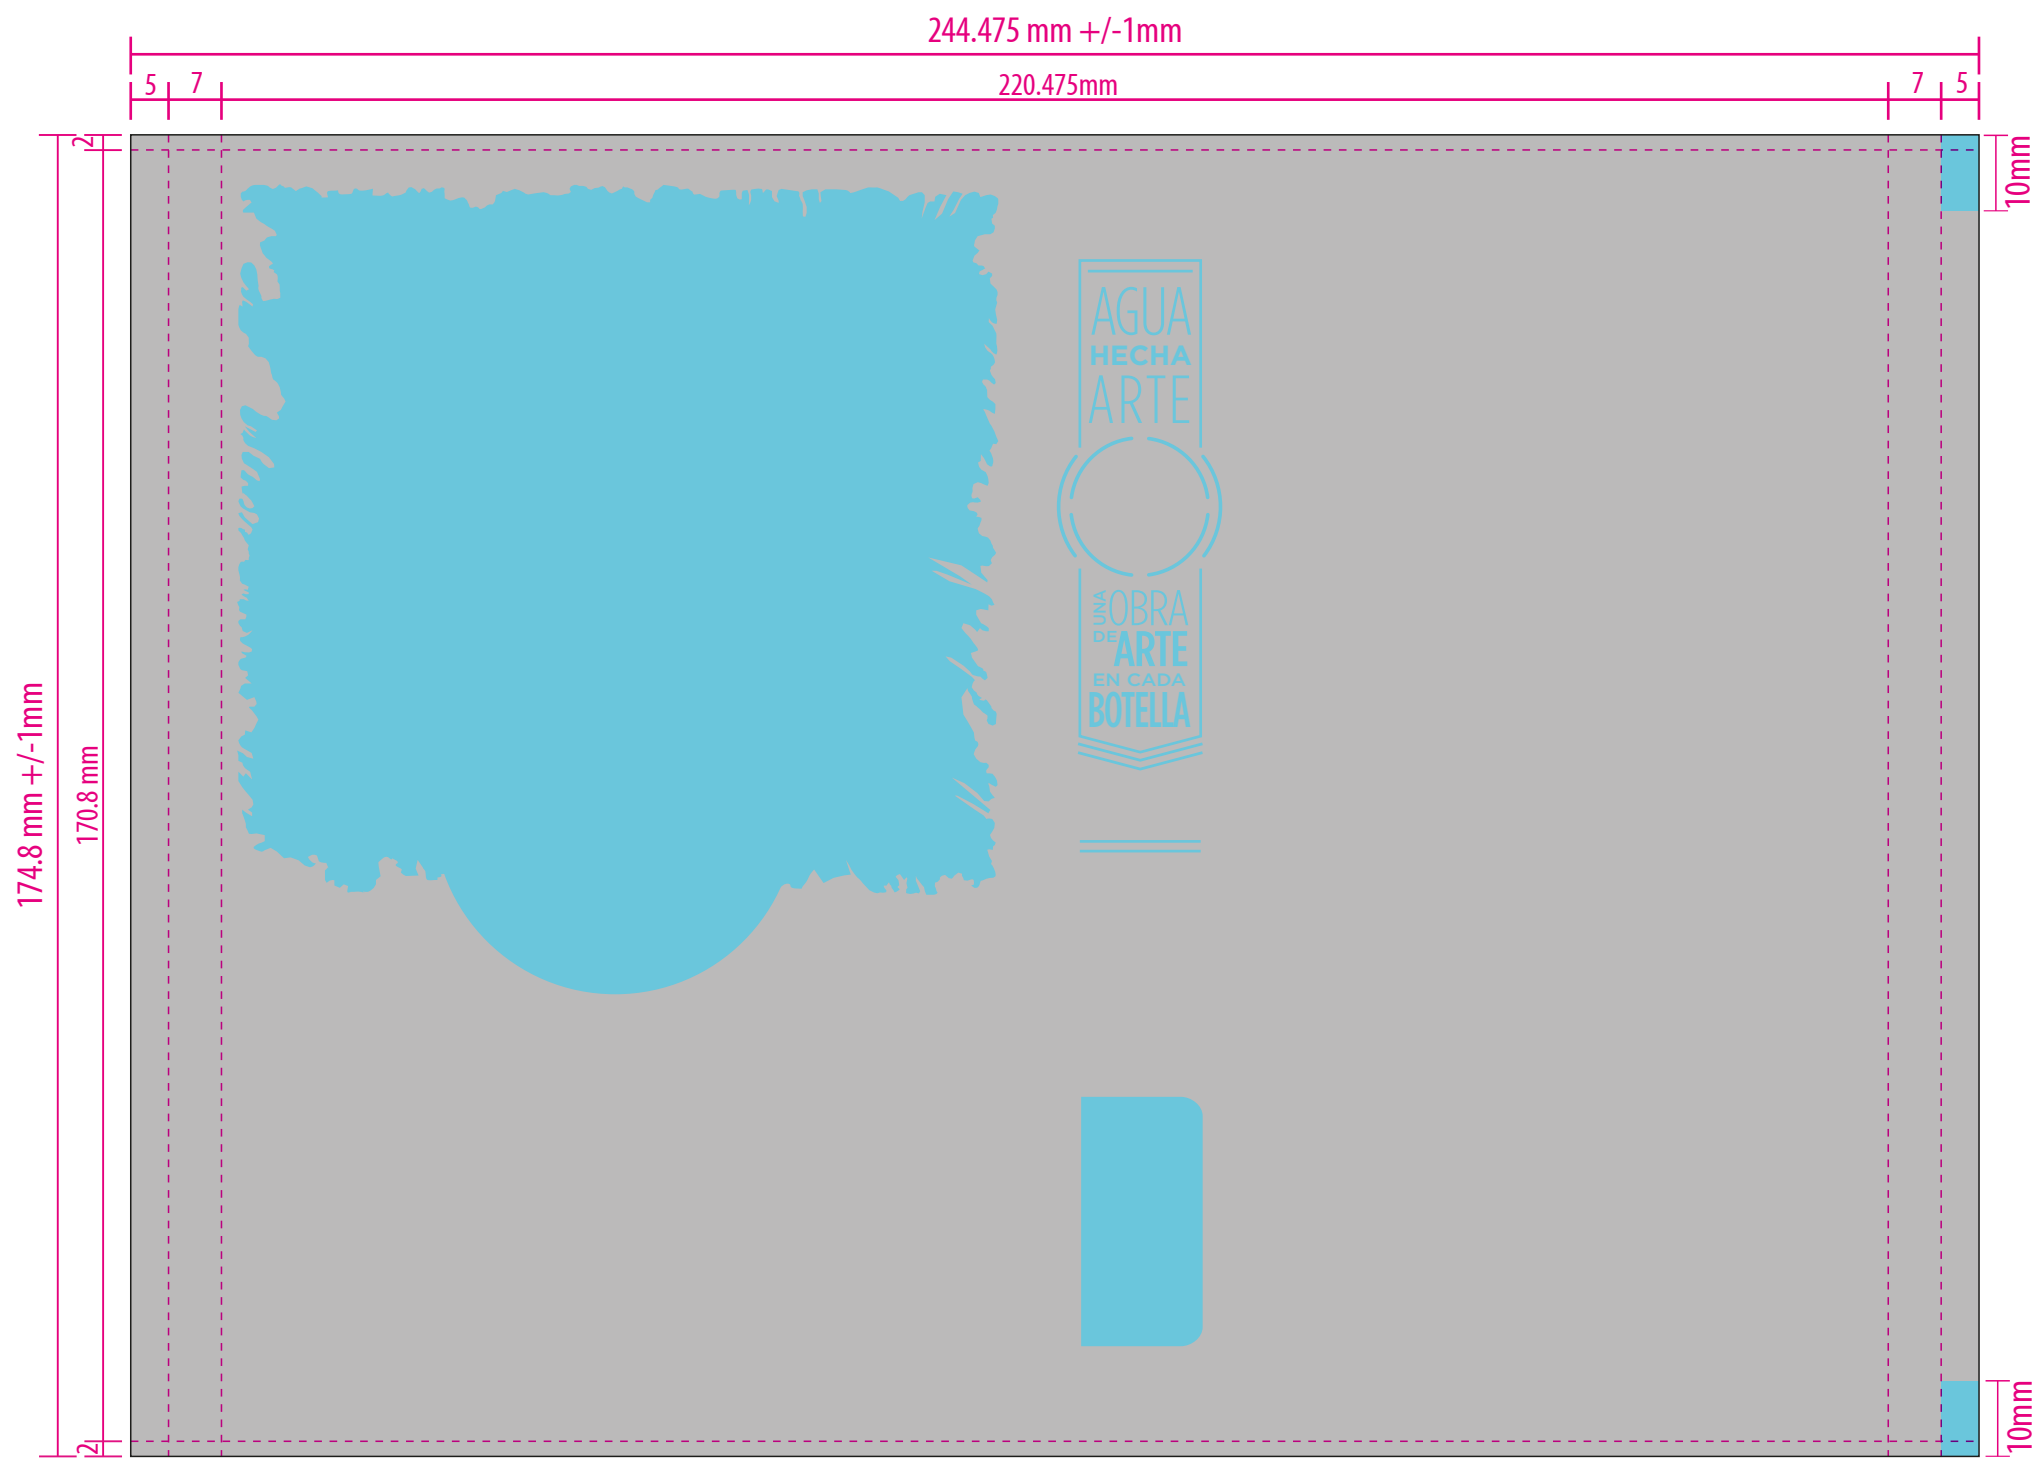 244.475 mm +/-1mm
5 7 220.475mm 7 5
2
10mm
AGUA
HECHA
ARTE
UNA OBRA
DE ARTE
EN CADA
BOTELLA
174.8 mm +/-1mm
170.8 mm
2
10mm